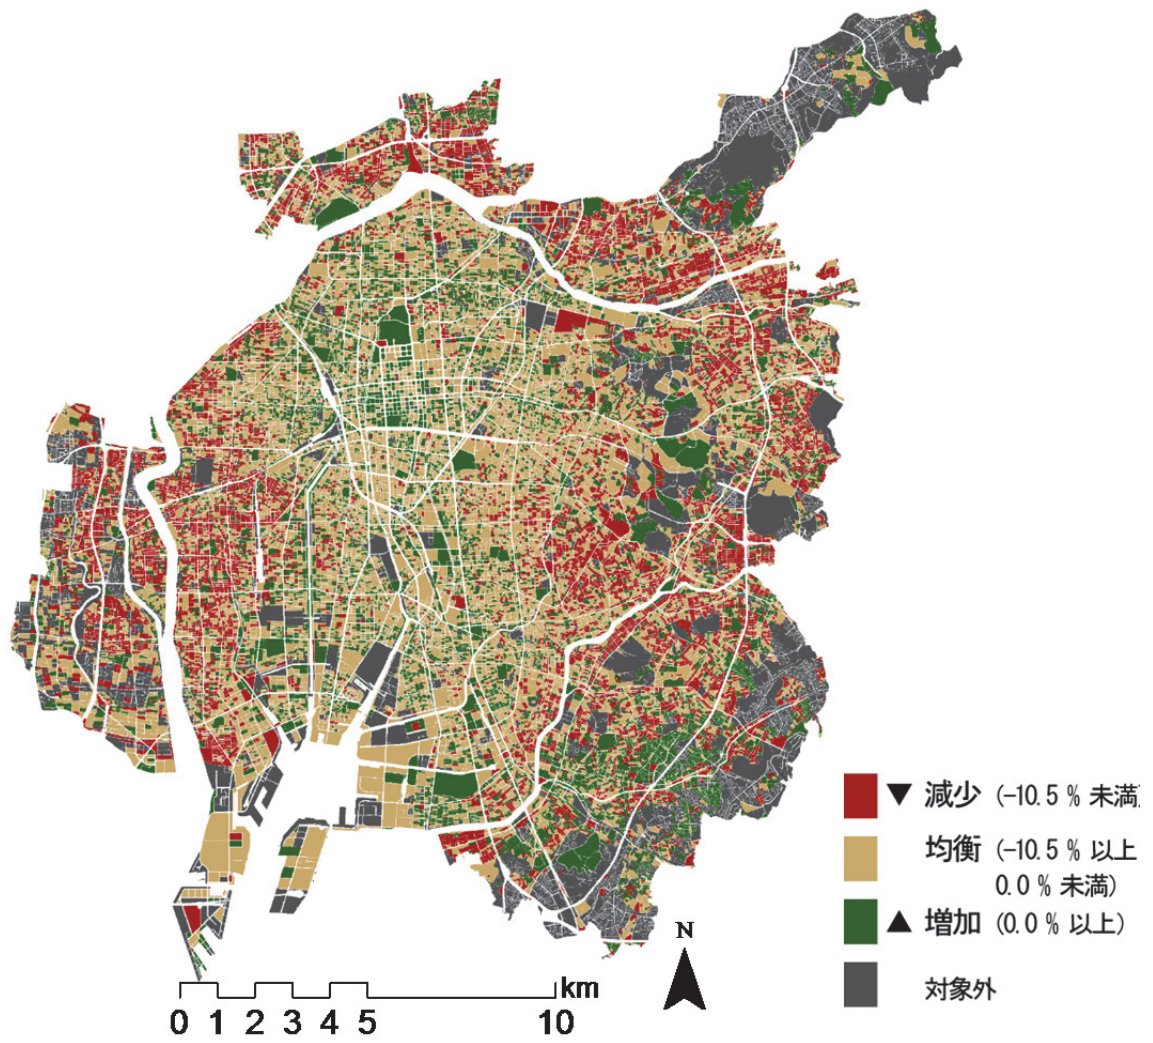 ▼ 減少 (−10.5 % 未満)
均衡 (−10.5 % 以上
0.0 % 未満)
▲ 増加 (0.0 % 以上)
対象外
N
km
0 1 2 3 4 5 10